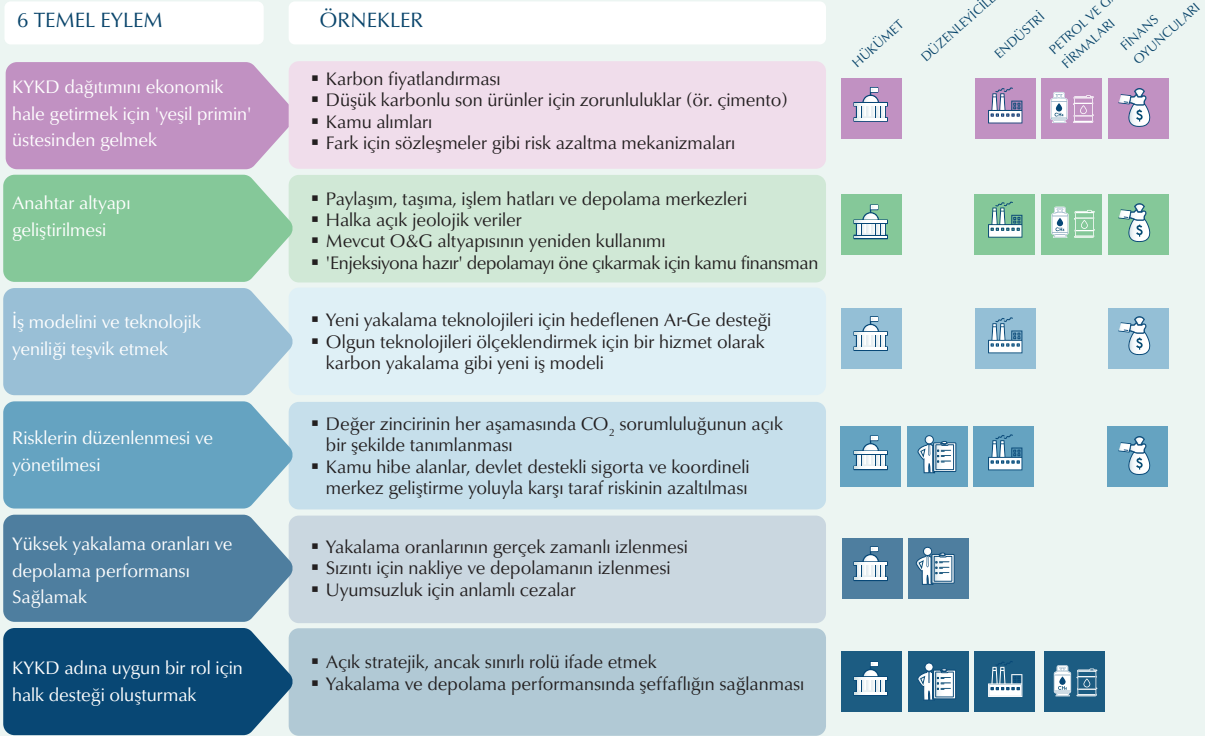 6 TEMEL EYLEM
ÖRNEKLER
HÜKÜMET
ENDÜSTRİ
PETROL VE
FİRMALARI
FİNANS
OYUNCULARI
KYKD dağıtımını ekonomik
hale getirmek için 'yeşil primin'
üstesinden gelmek
▪ Karbon fiyatlandırması
▪ Düşük karbonlu son ürünler için zorunluluklar (ör. çimento)
▪ Kamu alımları
▪ Fark için sözleşmeler gibi risk azaltma mekanizmaları
CH₄
$
Anahtar altyapı
geliştirilmesi
▪ Paylaşım, taşıma, işlem hatları ve depolama merkezleri
▪ Halka açık jeolojik veriler
▪ Mevcut O&G altyapısının yeniden kullanımı
▪ 'Enjeksiyona hazır' depolamayı öne çıkarmak için kamu finansman
CH₄
$
İş modelini ve teknolojik
yeniliği teşvik etmek
▪ Yeni yakalama teknolojileri için hedeflenen Ar-Ge desteği
▪ Olgun teknolojileri ölçeklendirmek için bir hizmet olarak
karbon yakalama gibi yeni iş modeli
$
Risklerin düzenlenmesi ve
yönetilmesi
▪ Değer zincirinin her aşamasında CO₂ sorumluluğunun açık
bir şekilde tanımlanması
▪ Kamu hibe alanlar, devlet destekli sigorta ve koordineli
merkez geliştirme yoluyla karşı taraf riskinin azaltılması
$
Yüksek yakalama oranları ve
depolama performansı
Sağlamak
▪ Yakalama oranlarının gerçek zamanlı izlenmesi
▪ Sızıntı için nakliye ve depolamanın izlenmesi
▪ Uyumsuzluk için anlamlı cezalar
KYKD adına uygun bir rol için
halk desteği oluşturmak
▪ Açık stratejik, ancak sınırlı rolü ifade etmek
▪ Yakalama ve depolama performansında şeffaflığın sağlanması
CH₄